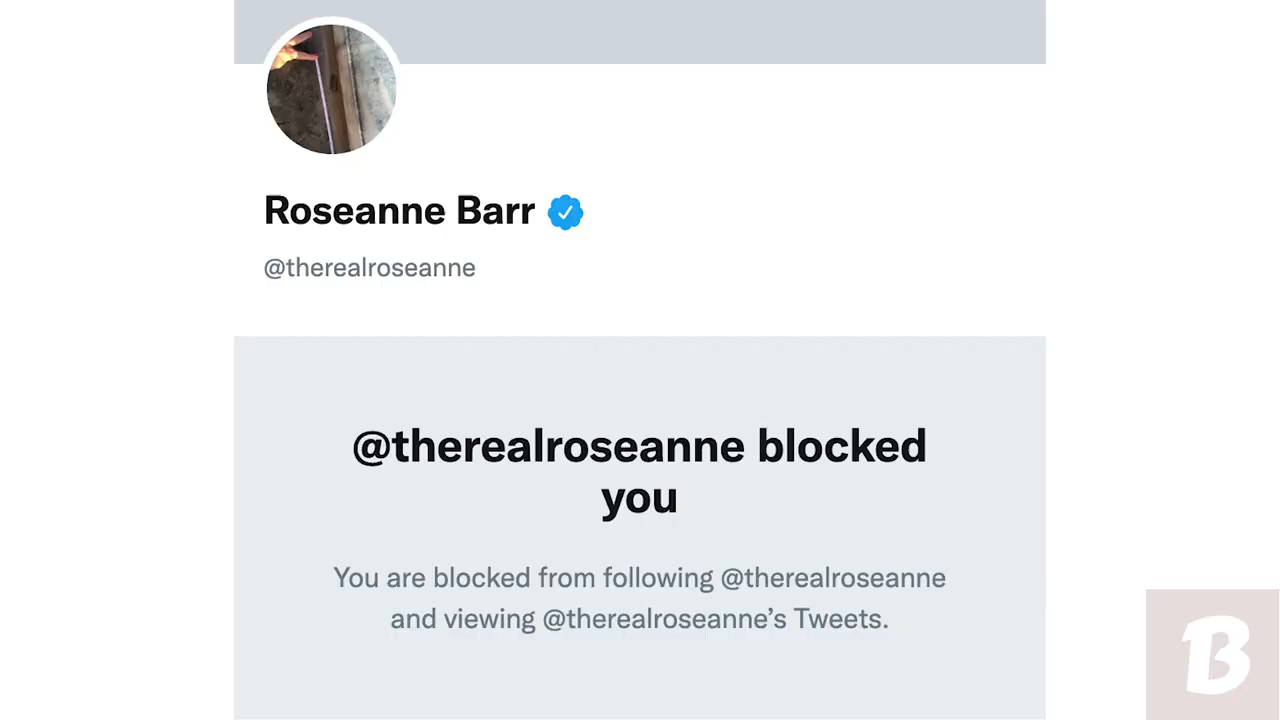 Roseanne Barr
@therealroseanne
@therealroseanne blocked
you
You are blocked from following @therealroseanne
and viewing @therealroseanne’s Tweets.
B